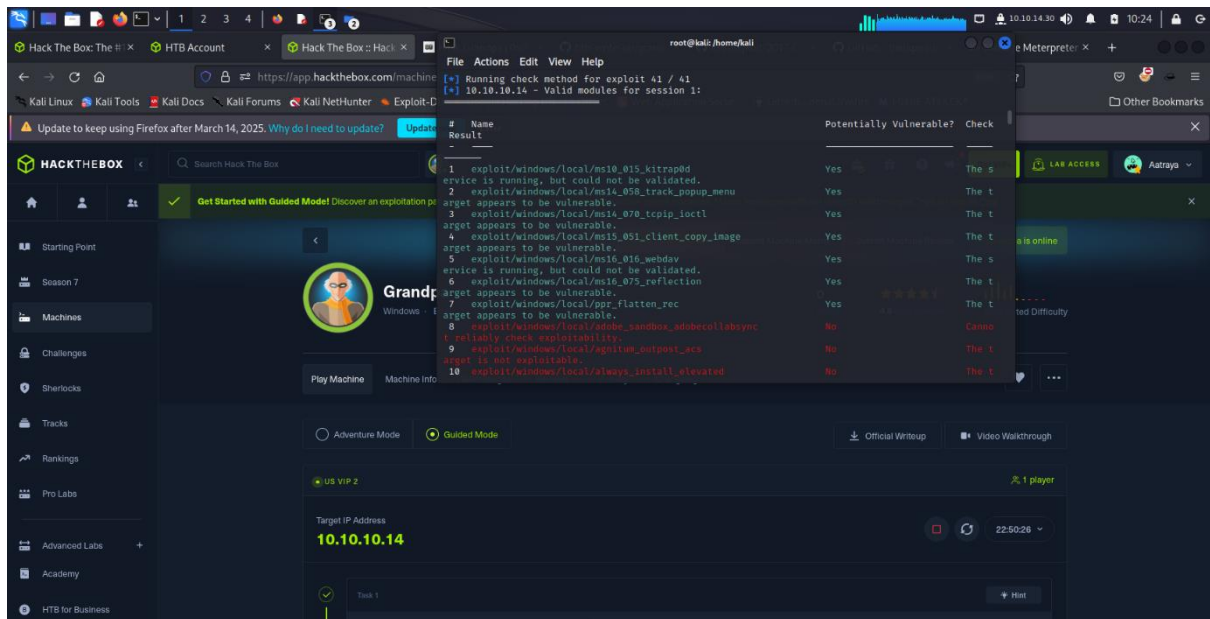 1 2 3 4
10.10.14.30
10:24
Hack The Box: The #1
HTB Account
Hack The Box :: Hack
root@kali: /home/kali
e Meterpreter
https://app.hackthebox.com/machine
File Actions Edit View Help
Kali Linux
Kali Tools
Kali Docs
Kali Forums
Kali NetHunter
Exploit-D
Other Bookmarks
Update to keep using Firefox after March 14, 2025. Why do I need to update?
Update
[*] Running check method for exploit 41 / 41
[*] 10.10.10.14 - Valid modules for session 1:
# Name Potentially Vulnerable? Check
Result
1 exploit/windows/local/ms10_015_kitrap0d Yes The s
ervice is running, but could not be validated.
2 exploit/windows/local/ms14_058_track_popup_menu Yes The t
arget appears to be vulnerable.
3 exploit/windows/local/ms14_070_tcpip_ioctl Yes The t
arget appears to be vulnerable.
4 exploit/windows/local/ms15_051_client_copy_image Yes The t
arget appears to be vulnerable.
5 exploit/windows/local/ms16_016_webdav Yes The s
ervice is running, but could not be validated.
6 exploit/windows/local/ms16_075_reflection Yes The t
arget appears to be vulnerable.
7 exploit/windows/local/ppr_flatten_rec Yes The t
arget appears to be vulnerable.
8 exploit/windows/local/adobe_sandbox_adobecollabsync No Canno
t reliably check exploitability.
9 exploit/windows/local/agnitum_outpost_acs No The t
arget is not exploitable.
10 exploit/windows/local/always_install_elevated No The t
HACKTHEBOX
Search Hack The Box
LAB ACCESS
Aatraya
Get Started with Guided Mode! Discover an exploitation pa
Starting Point
Season 7
Machines
Challenges
Sherlocks
Tracks
Rankings
Pro Labs
Advanced Labs
Academy
HTB for Business
a is online
Grandp
Windows
ted Difficulty
Play Machine
Machine Info
Adventure Mode
Guided Mode
Official Writeup
Video Walkthrough
US VIP 2
1 player
Target IP Address
10.10.10.14
22:50:26
Task 1
Hint